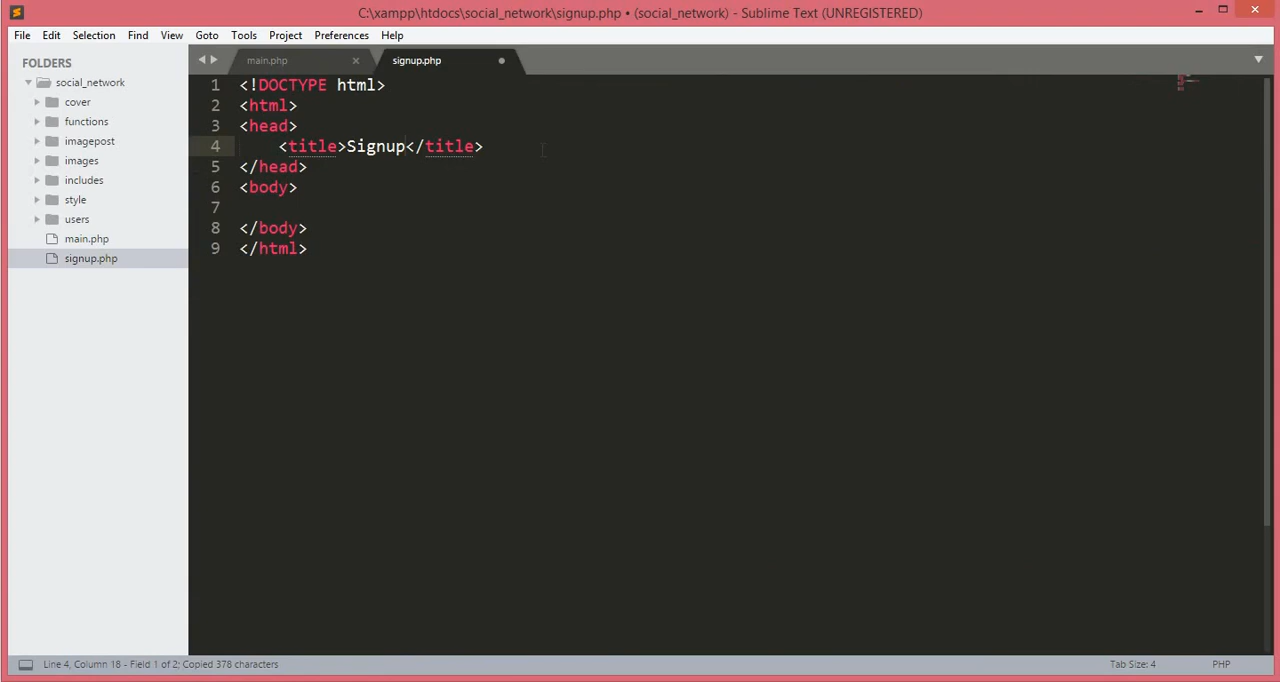 C:\xampp\htdocs\social_network\signup.php • (social_network) - Sublime Text (UNREGISTERED)
File Edit Selection Find View Goto Tools Project Preferences Help
FOLDERS
social_network
cover
functions
imagepost
images
includes
style
users
main.php
signup.php
main.php
signup.php
1 <!DOCTYPE html>
2 <html>
3 <head>
4 <title>Signup</title>
5 </head>
6 <body>
7
8 </body>
9 </html>
Line 4, Column 18 - Field 1 of 2; Copied 378 characters
Tab Size: 4
PHP